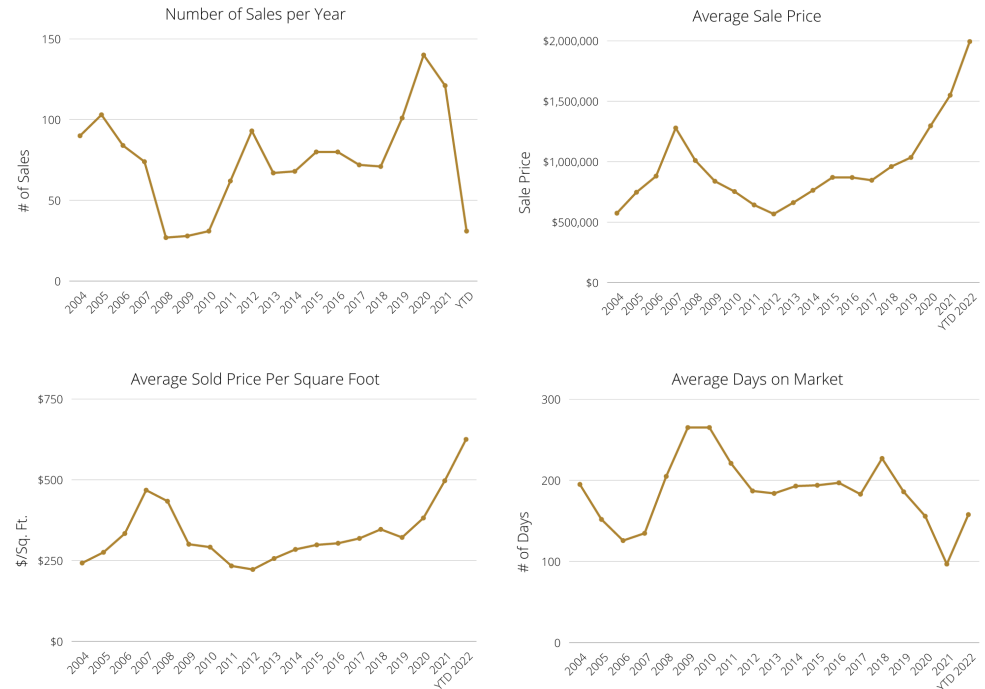 Number of Sales per Year
# of Sales
150
100
50
0
2004 2005 2006 2007 2008 2009 2010 2011 2012 2013 2014 2015 2016 2017 2018 2019 2020 2021 YTD
Average Sale Price
Sale Price
$2,000,000
$1,500,000
$1,000,000
$500,000
$0
2004 2005 2006 2007 2008 2009 2010 2011 2012 2013 2014 2015 2016 2017 2018 2019 2020 2021 YTD 2022
Average Sold Price Per Square Foot
$/Sq. Ft.
$750
$500
$250
$0
2004 2005 2006 2007 2008 2009 2010 2011 2012 2013 2014 2015 2016 2017 2018 2019 2020 2021 YTD 2022
Average Days on Market
# of Days
300
200
100
0
2004 2005 2006 2007 2008 2009 2010 2011 2012 2013 2014 2015 2016 2017 2018 2019 2020 2021 YTD 2022